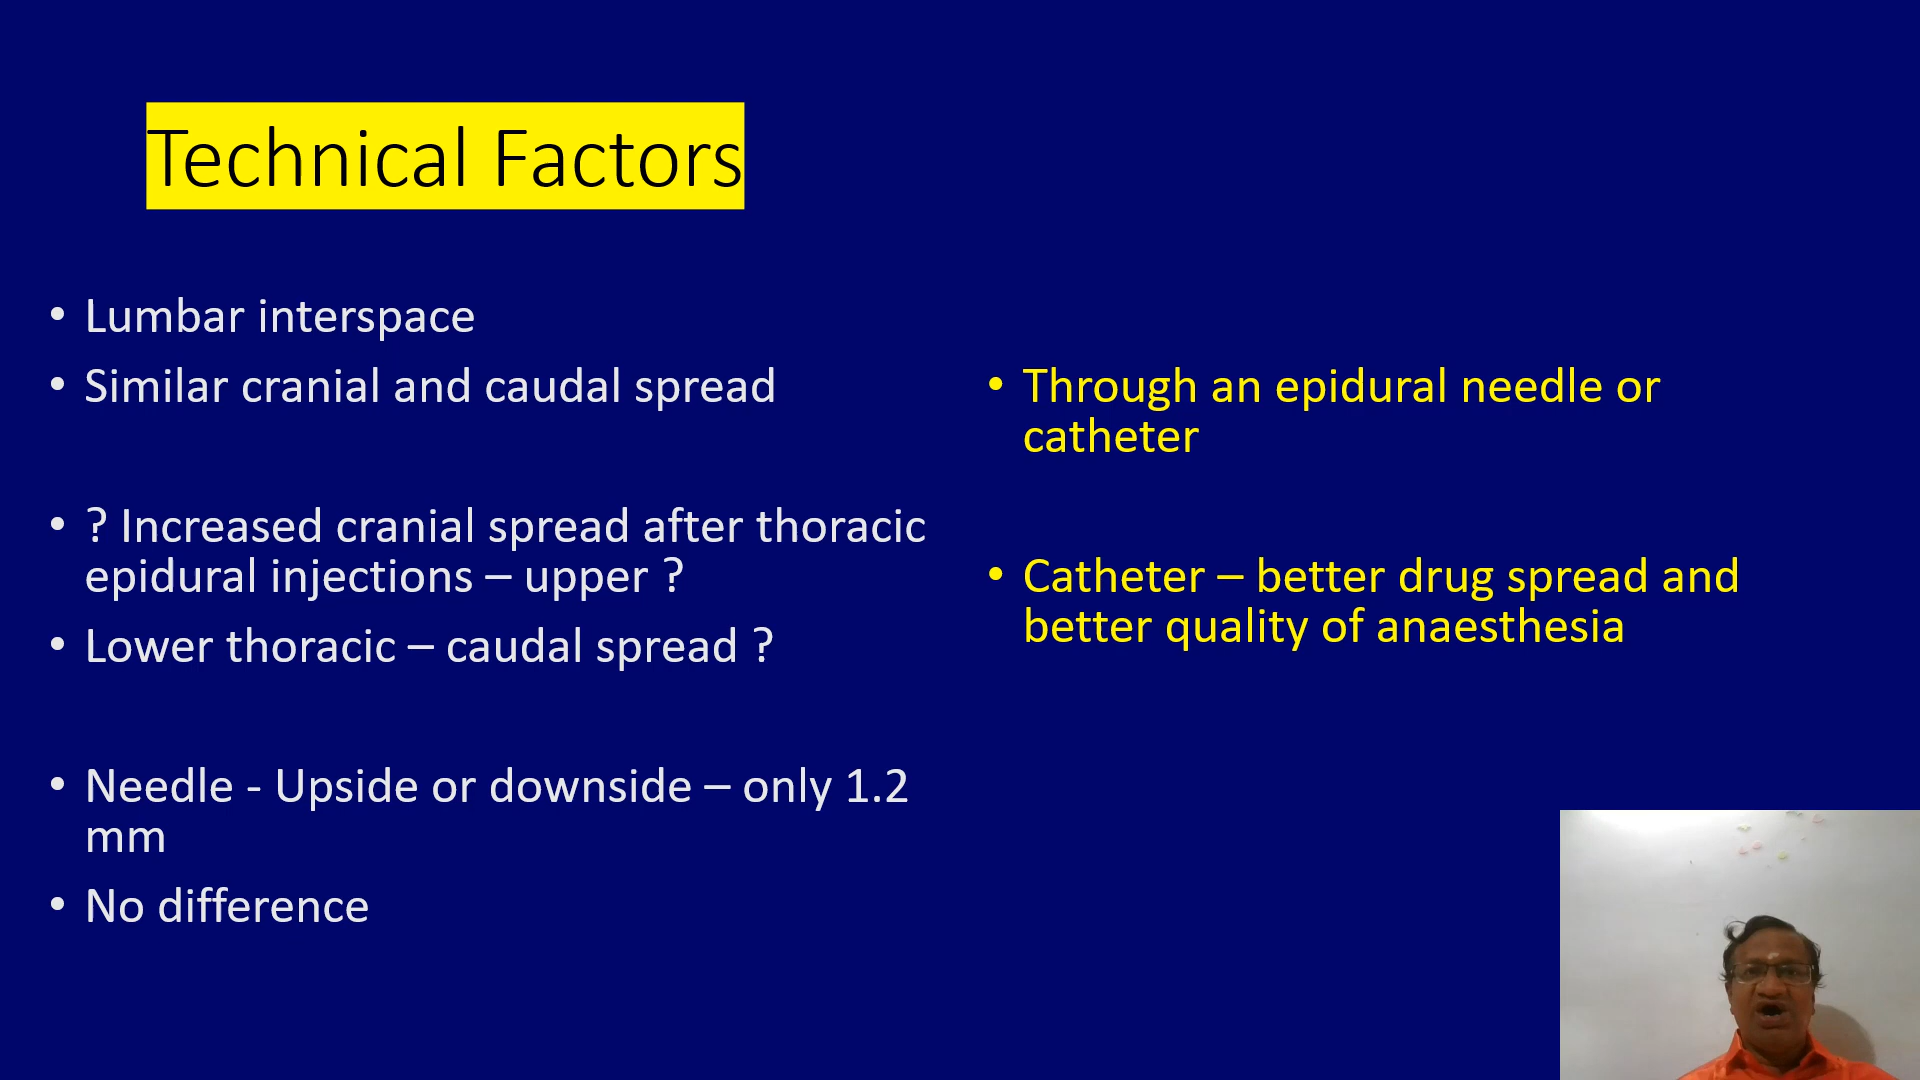 Technical Factors
• Lumbar interspace
• Similar cranial and caudal spread
• ? Increased cranial spread after thoracic
epidural injections – upper ?
• Lower thoracic – caudal spread ?
• Needle - Upside or downside – only 1.2
mm
• No difference
• Through an epidural needle or
catheter
• Catheter – better drug spread and
better quality of anaesthesia